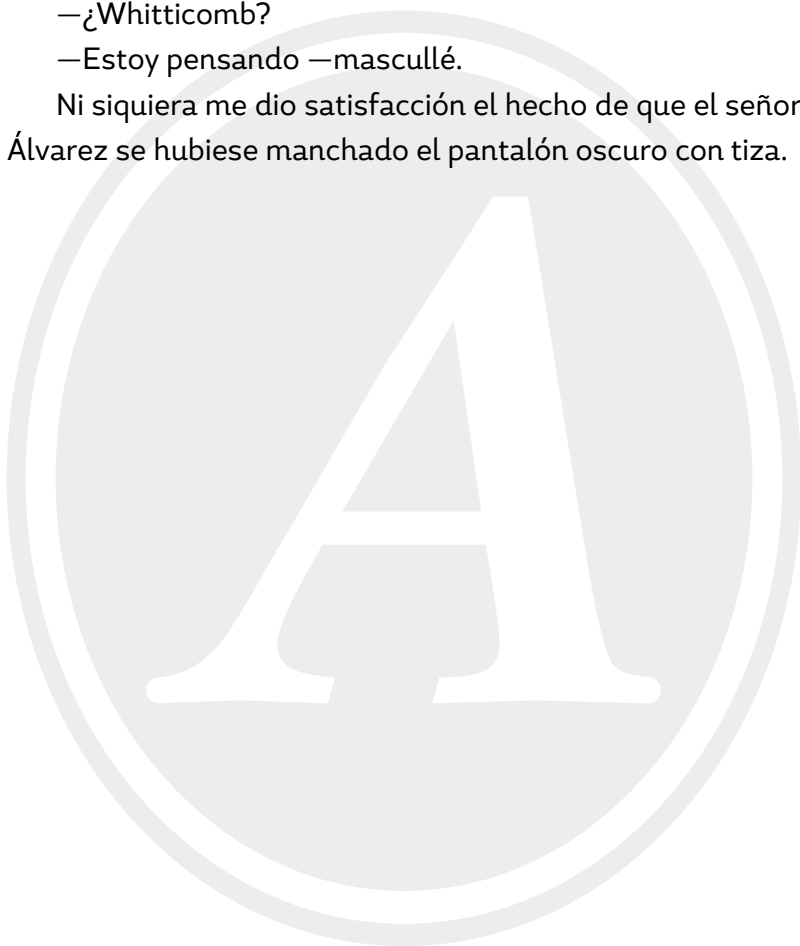 —¿Whitticomb?
—Estoy pensando —mascullé.
Ni siquiera me dio satisfacción el hecho de que el señor
Álvarez se hubiese manchado el pantalón oscuro con tiza.
A